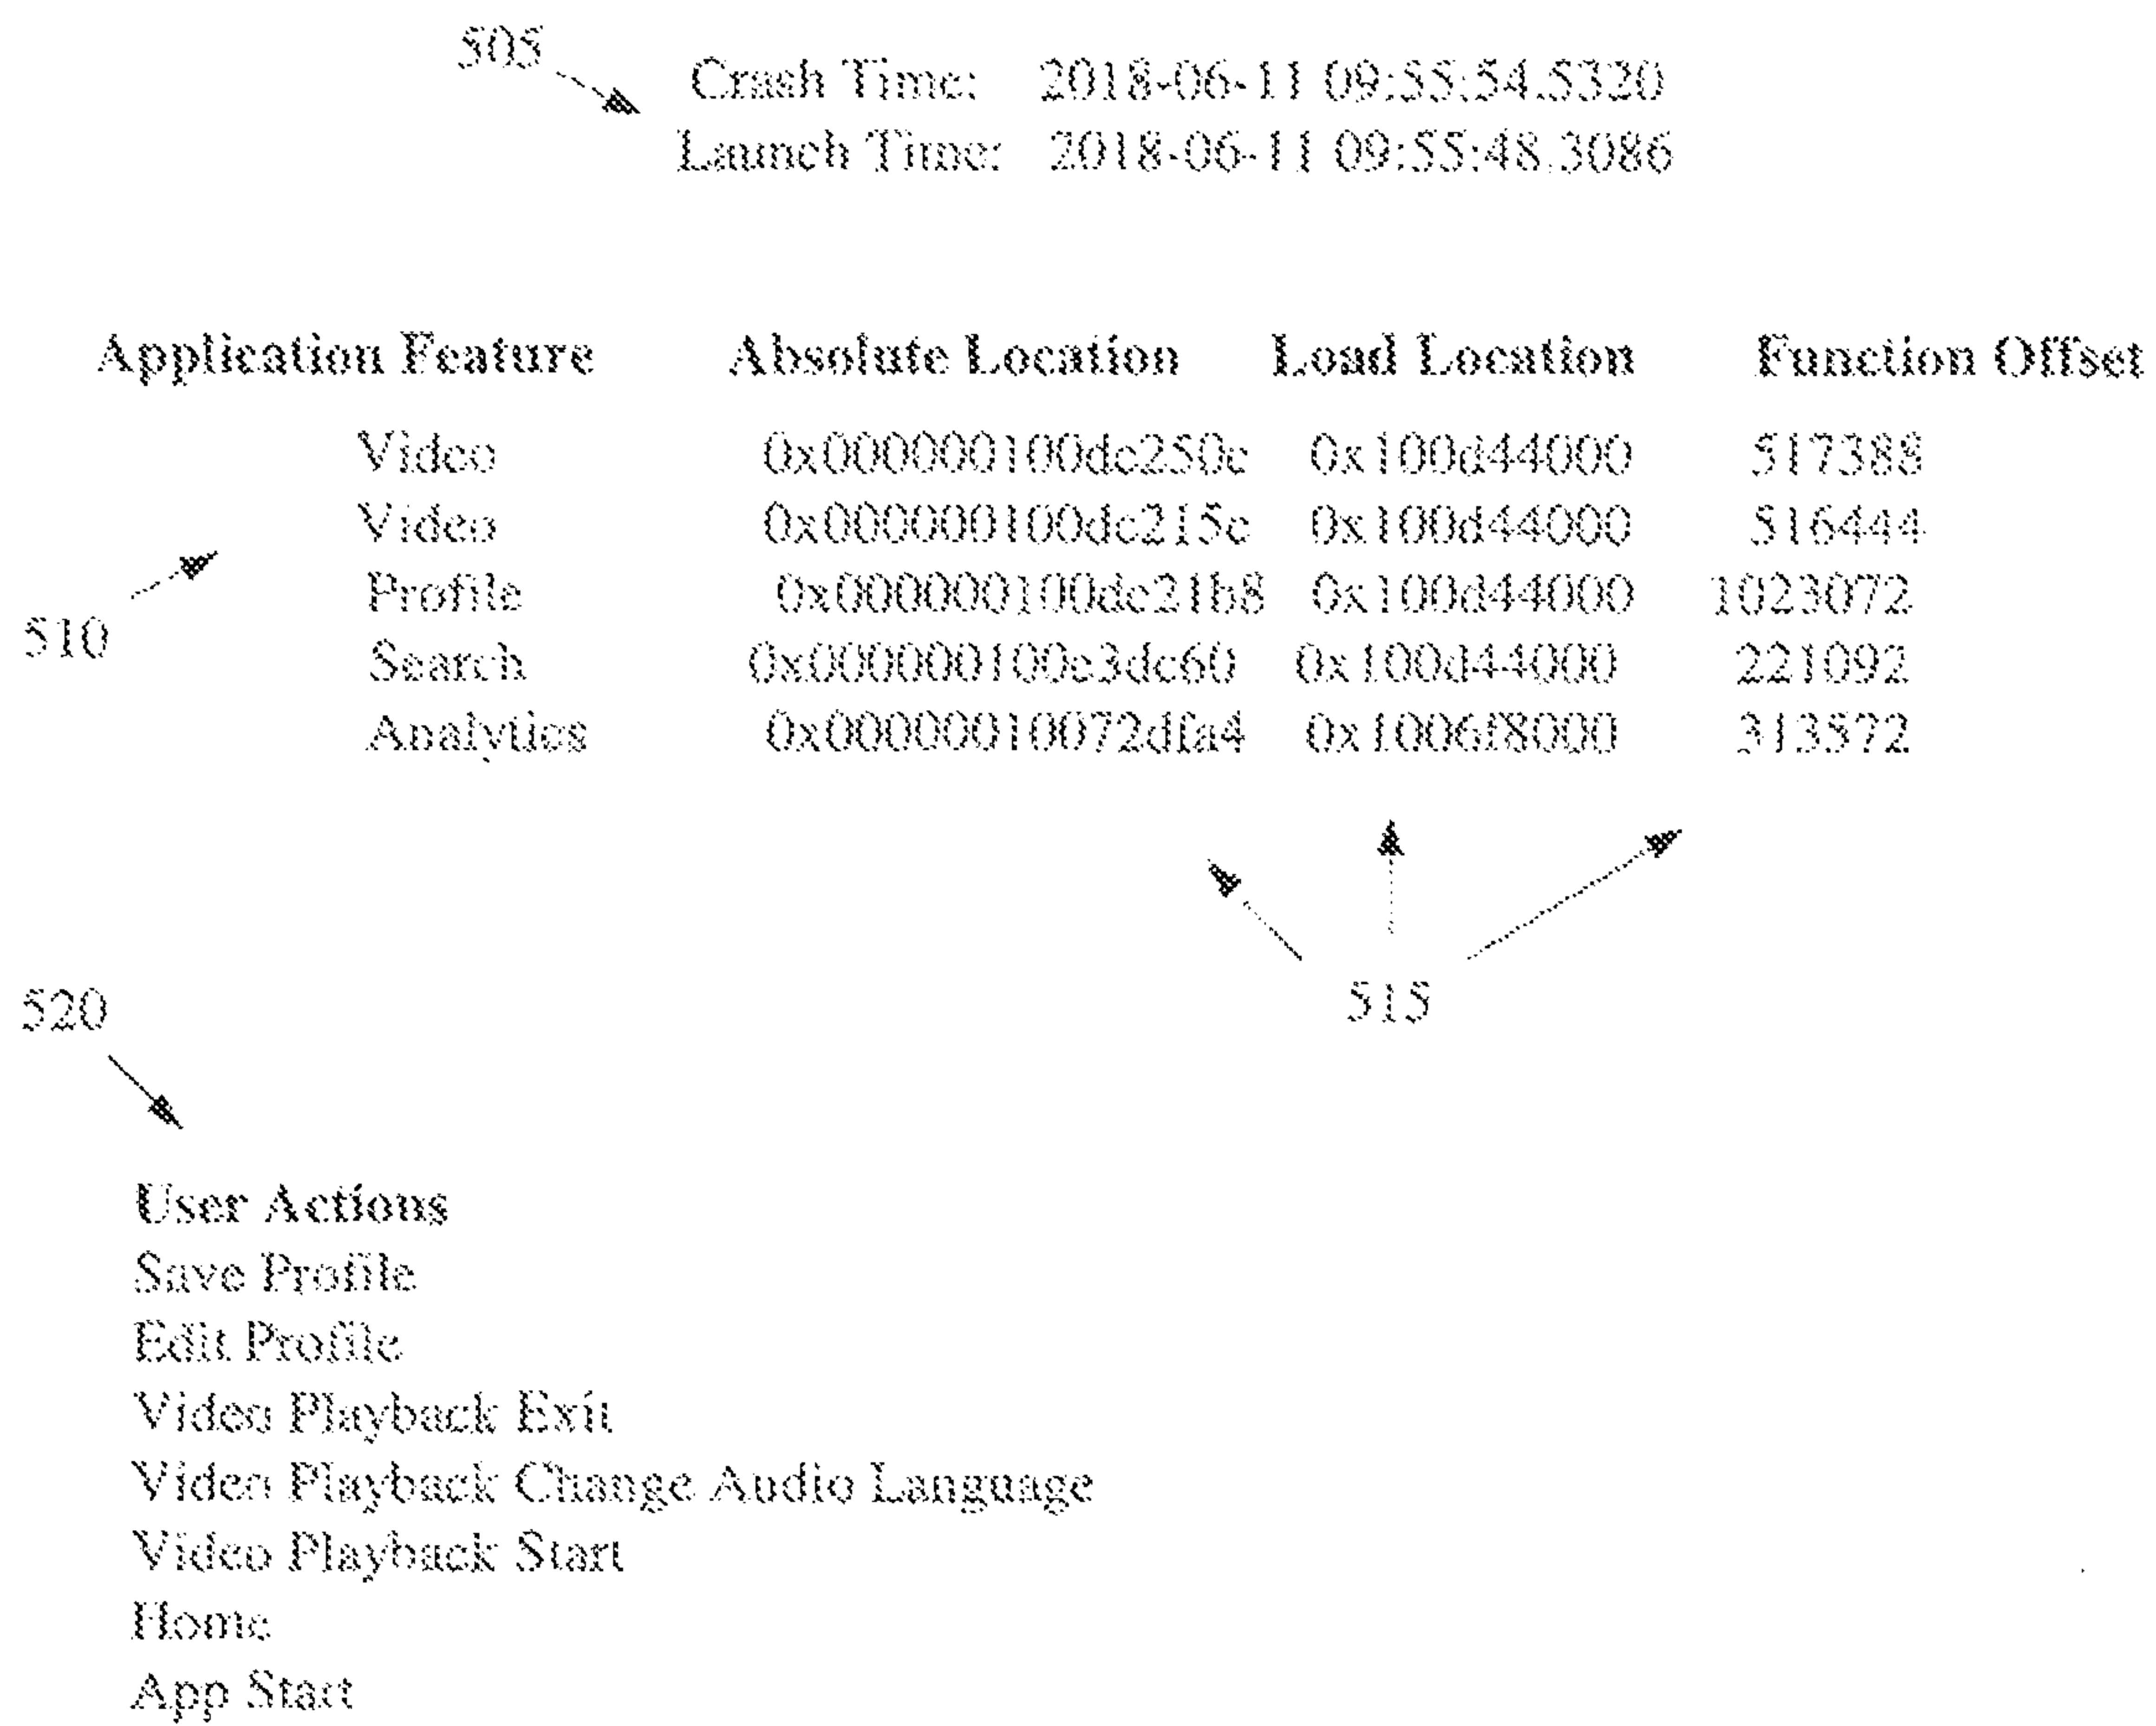 505
Crash Time: 2018-06-11 09:55:54.5320
Launch Time: 2018-06-11 09:55:48.3086
Application Feature Absolute Location Load Location Function Offset
Video 0x000000100dc250c 0x100d44000 517388
Video 0x000000100dc215c 0x100d44000 516444
Profile 0x000000100dc21b8 0x100d44000 1023072
Search 0x000000100e3dc60 0x100d44000 221092
Analytics 0x00000010072dfa4 0x1006f8000 313572
510
515
520
User Actions
Save Profile
Edit Profile
Video Playback Exit
Video Playback Change Audio Language
Video Playback Start
Home
App Start